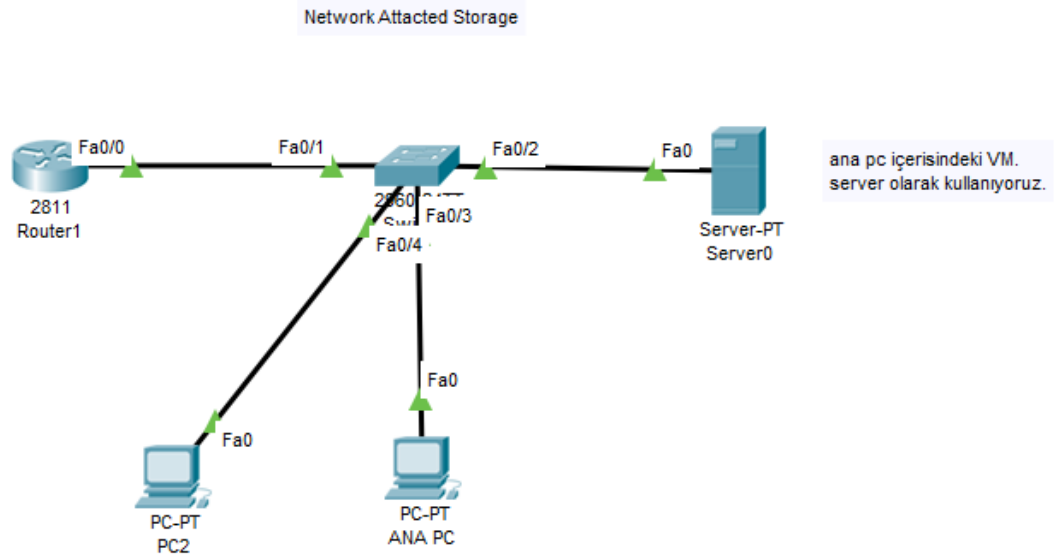 Network Attacted Storage
Fa0/0
Fa0/1
Fa0/2
Fa0
ana pc içerisindeki VM.
server olarak kullanıyoruz.
2811
Router1
Fa0/3
Fa0/4
Server-PT
Server0
Fa0
Fa0
PC-PT
PC2
PC-PT
ANA PC